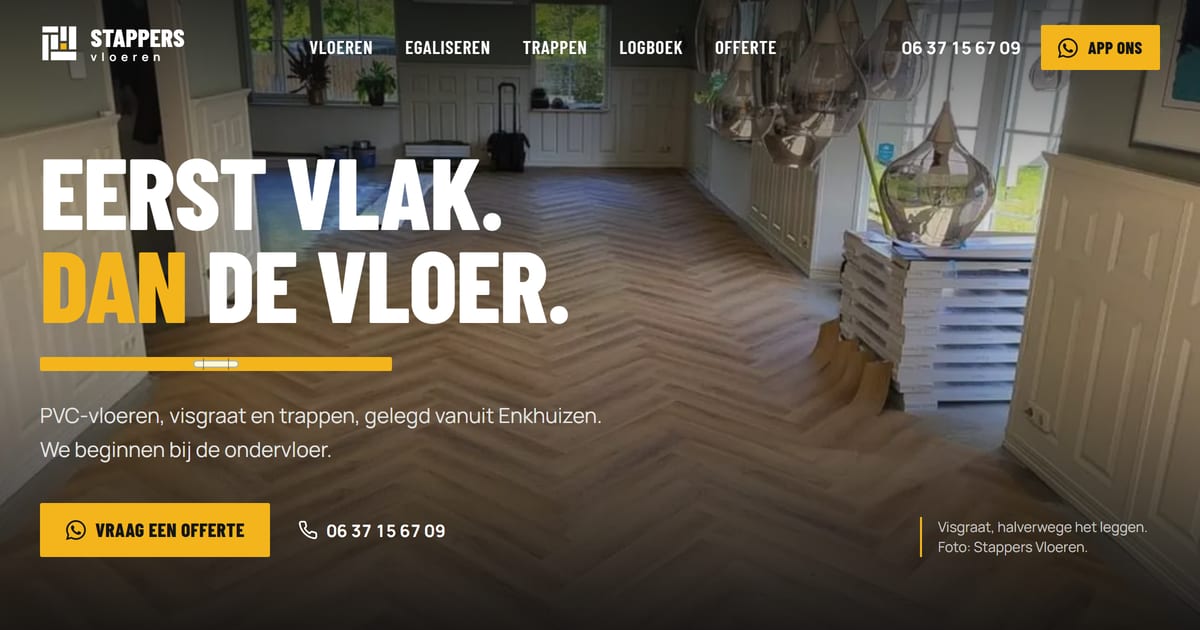 STAPPERS
vloeren
VLOEREN EGALISEREN TRAPPEN LOGBOEK OFFERTE
06 37 15 67 09
APP ONS
EERST VLAK.
DAN DE VLOER.
PVC-vloeren, visgraat en trappen, gelegd vanuit Enkhuizen.
We beginnen bij de ondervloer.
VRAAG EEN OFFERTE
06 37 15 67 09
Visgraat, halverwege het leggen.
Foto: Stappers Vloeren.